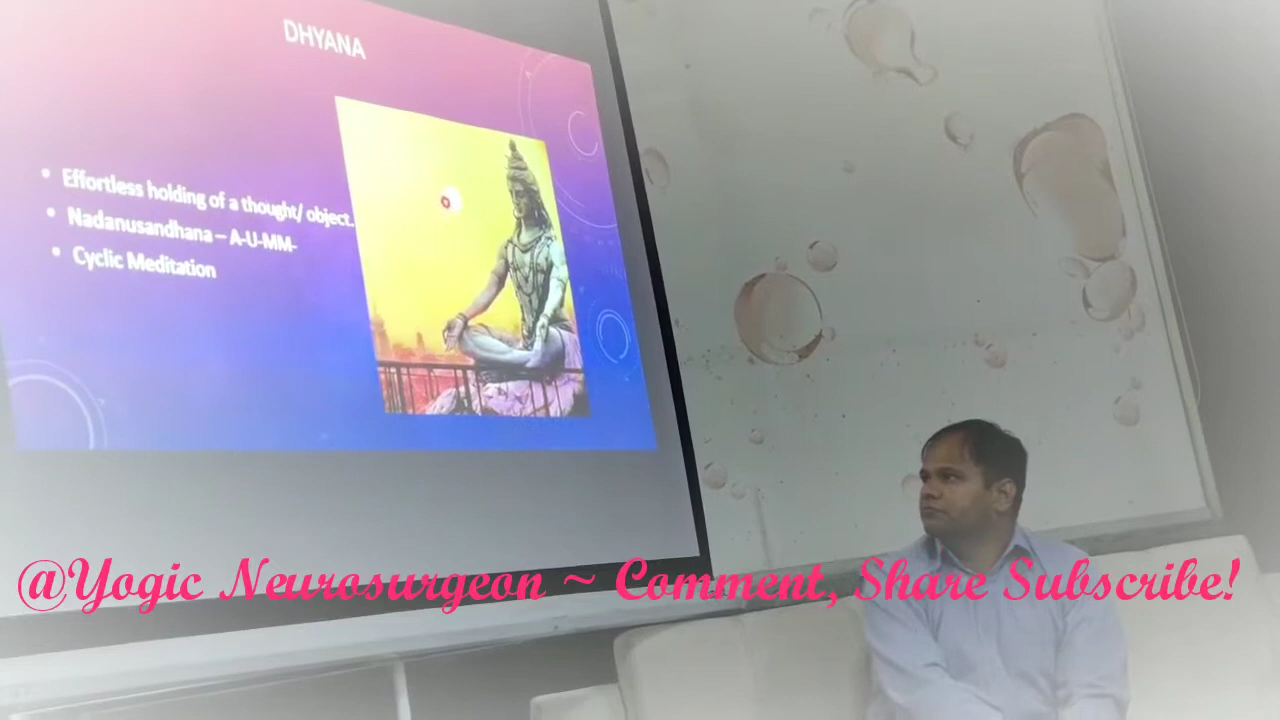 DHYANA
• Effortless holding of a thought/ object.
• Nadanusandhana – A-U-MM-
• Cyclic Meditation
@Yogic Neurosurgeon ~ Comment, Share Subscribe!